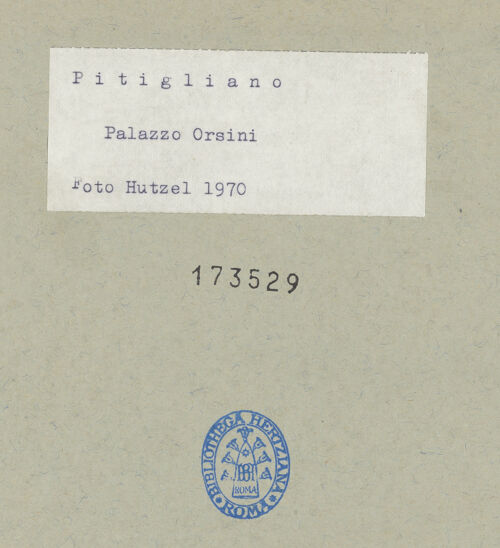 Pitigliano
Palazzo Orsini
Foto Hutzel 1970
173529
BIBLIOTHECA HERTZIANA
ROMA
ROMA